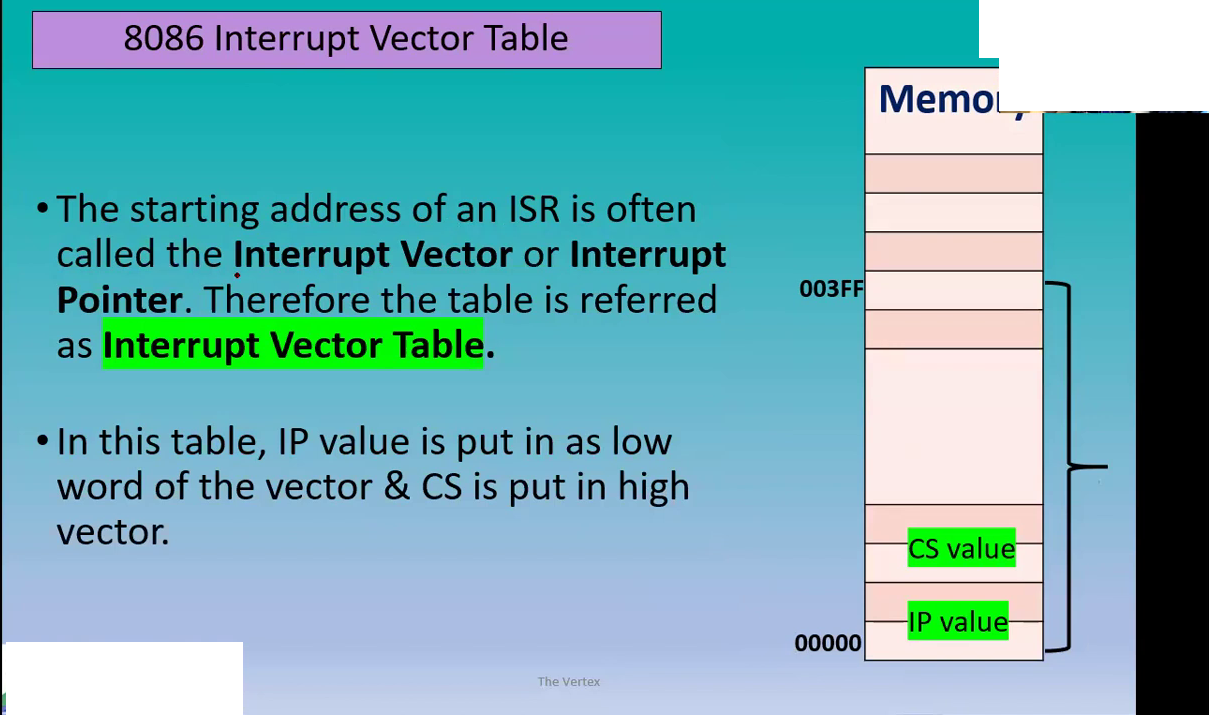 8086 Interrupt Vector Table
• The starting address of an ISR is often
called the Interrupt Vector or Interrupt
Pointer. Therefore the table is referred
as Interrupt Vector Table.
• In this table, IP value is put in as low
word of the vector & CS is put in high
vector.
Memory
003FF
CS value
IP value
00000
The Vertex